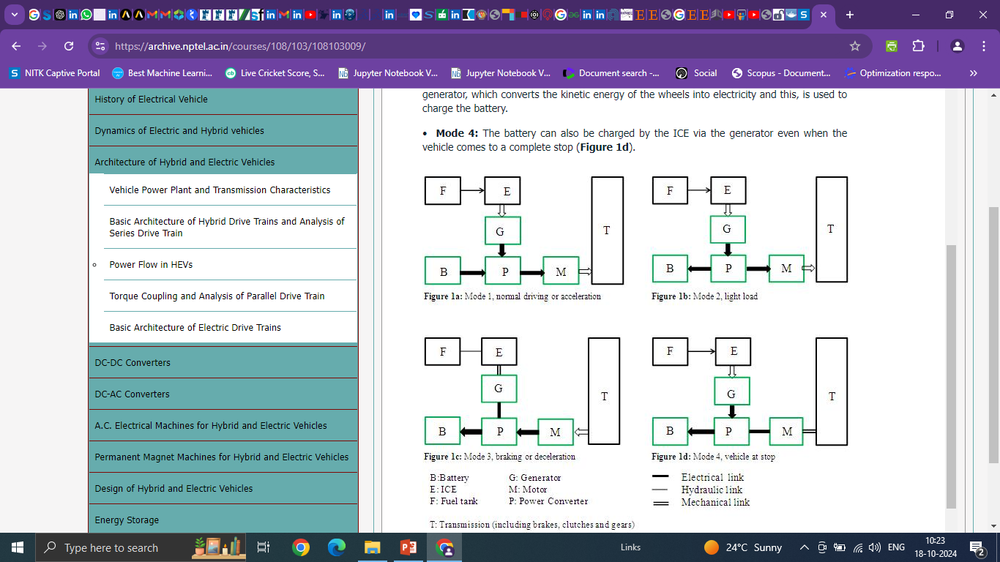 https://archive.nptel.ac.in/courses/108/103/108103009/
NITK Captive Portal
Best Machine Learni...
Live Cricket Score, S...
Jupyter Notebook V...
Jupyter Notebook V...
Document search -...
Social
Scopus - Document...
Optimization respo...
History of Electrical Vehicle
Dynamics of Electric and Hybrid vehicles
Architecture of Hybrid and Electric Vehicles
Vehicle Power Plant and Transmission Characteristics
Basic Architecture of Hybrid Drive Trains and Analysis of
Series Drive Train
Power Flow in HEVs
Torque Coupling and Analysis of Parallel Drive Train
Basic Architecture of Electric Drive Trains
DC-DC Converters
DC-AC Converters
A.C. Electrical Machines for Hybrid and Electric Vehicles
Permanent Magnet Machines for Hybrid and Electric Vehicles
Design of Hybrid and Electric Vehicles
Energy Storage
generator, which converts the kinetic energy of the wheels into electricity and this, is used to
charge the battery.
• Mode 4: The battery can also be charged by the ICE via the generator even when the
vehicle comes to a complete stop (Figure 1d).
F E
G
T
B P M
Figure 1a: Mode 1, normal driving or acceleration
F E
G
T
B P M
Figure 1b: Mode 2, light load
F E
G
T
B P M
Figure 1c: Mode 3, braking or deceleration
F E
G
T
B P M
Figure 1d: Mode 4, vehicle at stop
B:Battery G: Generator
E: ICE M: Motor
F: Fuel tank P: Power Converter
T: Transmission (including brakes, clutches and gears)
Electrical link
Hydraulic link
Mechanical link
Type here to search
Links
24°C Sunny
ENG
10:23
18-10-2024
2